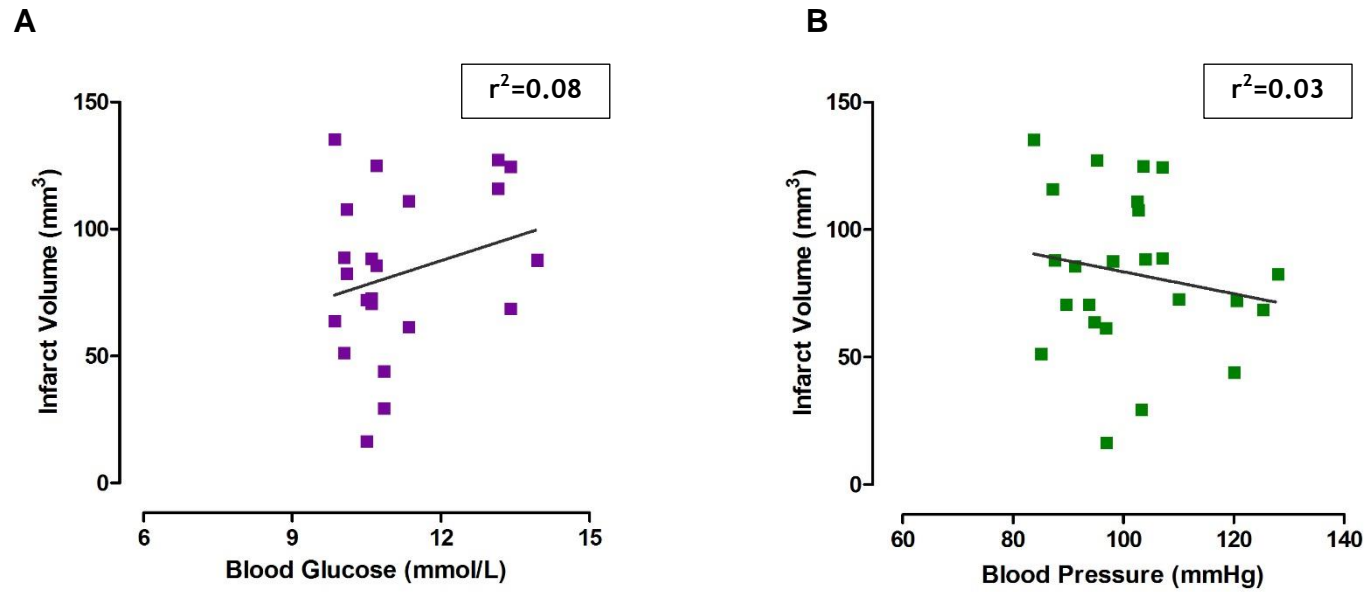 A
B
r²=0.08
r²=0.03
150
100
50
0
Infarct Volume (mm³)
6
9
12
15
Blood Glucose (mmol/L)
150
100
50
0
Infarct Volume (mm³)
60
80
100
120
140
Blood Pressure (mmHg)